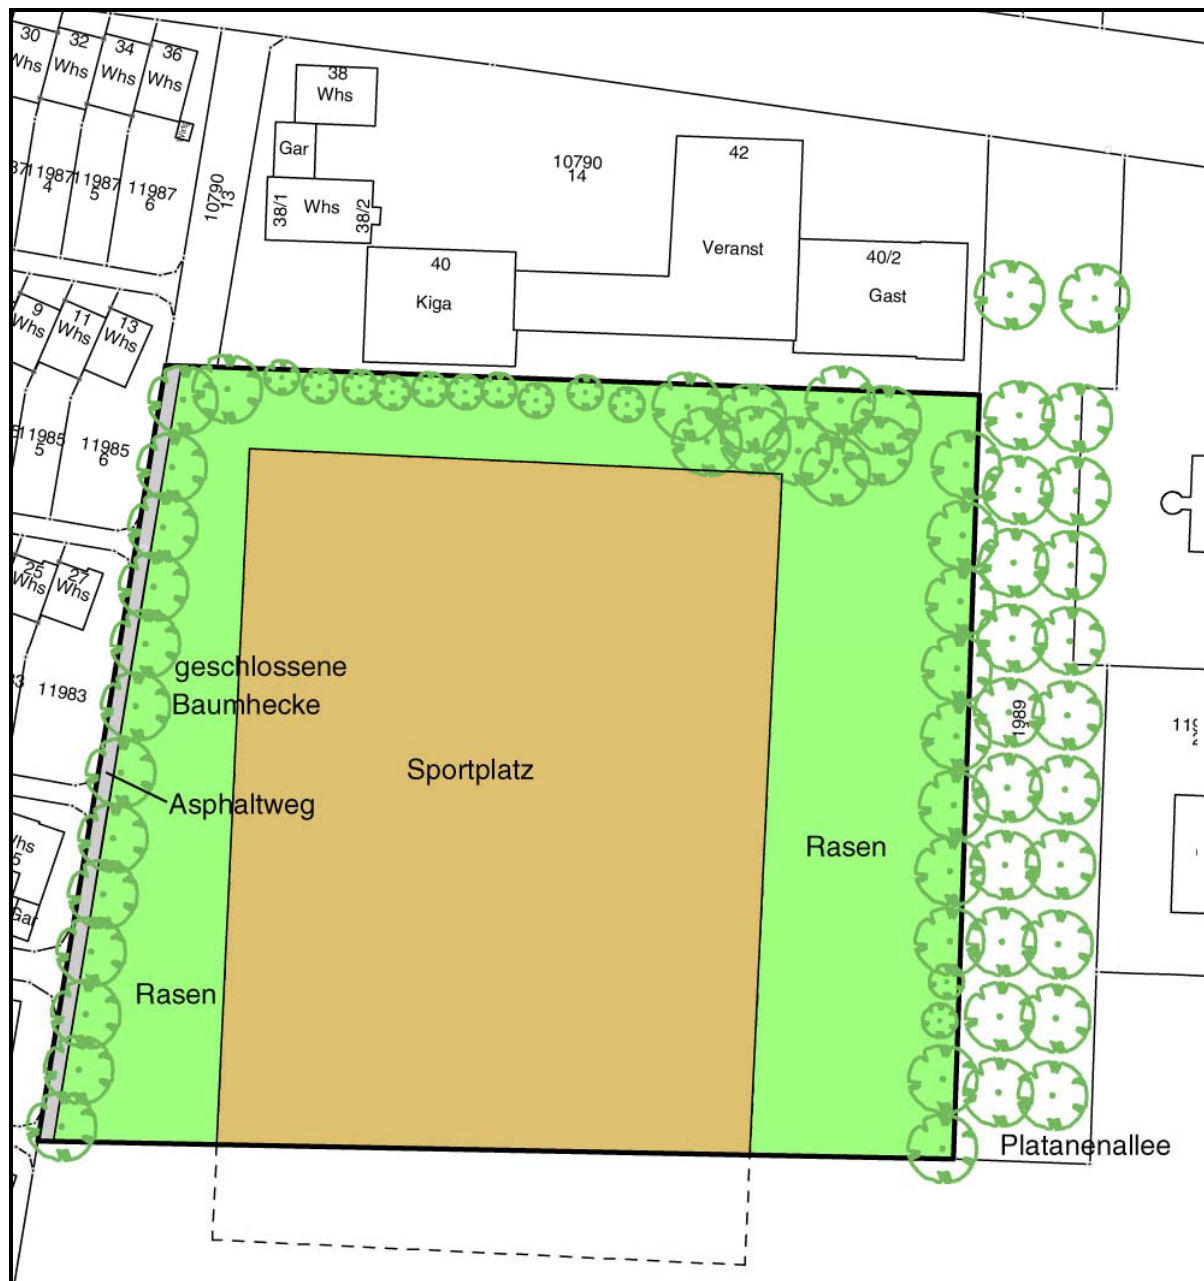 30
32
34
36
Whs
Whs
Whs
Whs
38
Whs
Gar
38/1
Whs
38/2
10790
14
42
Veranst
40
Kiga
40/2
Gast
11987
4
11987
5
11987
6
10790
13
9
Whs
11
Whs
13
Whs
11985
5
11985
6
25
Whs
27
Whs
11983
geschlossene
Baumhecke
Sportplatz
1989
Asphaltweg
Rasen
Gar
Rasen
Platanenallee